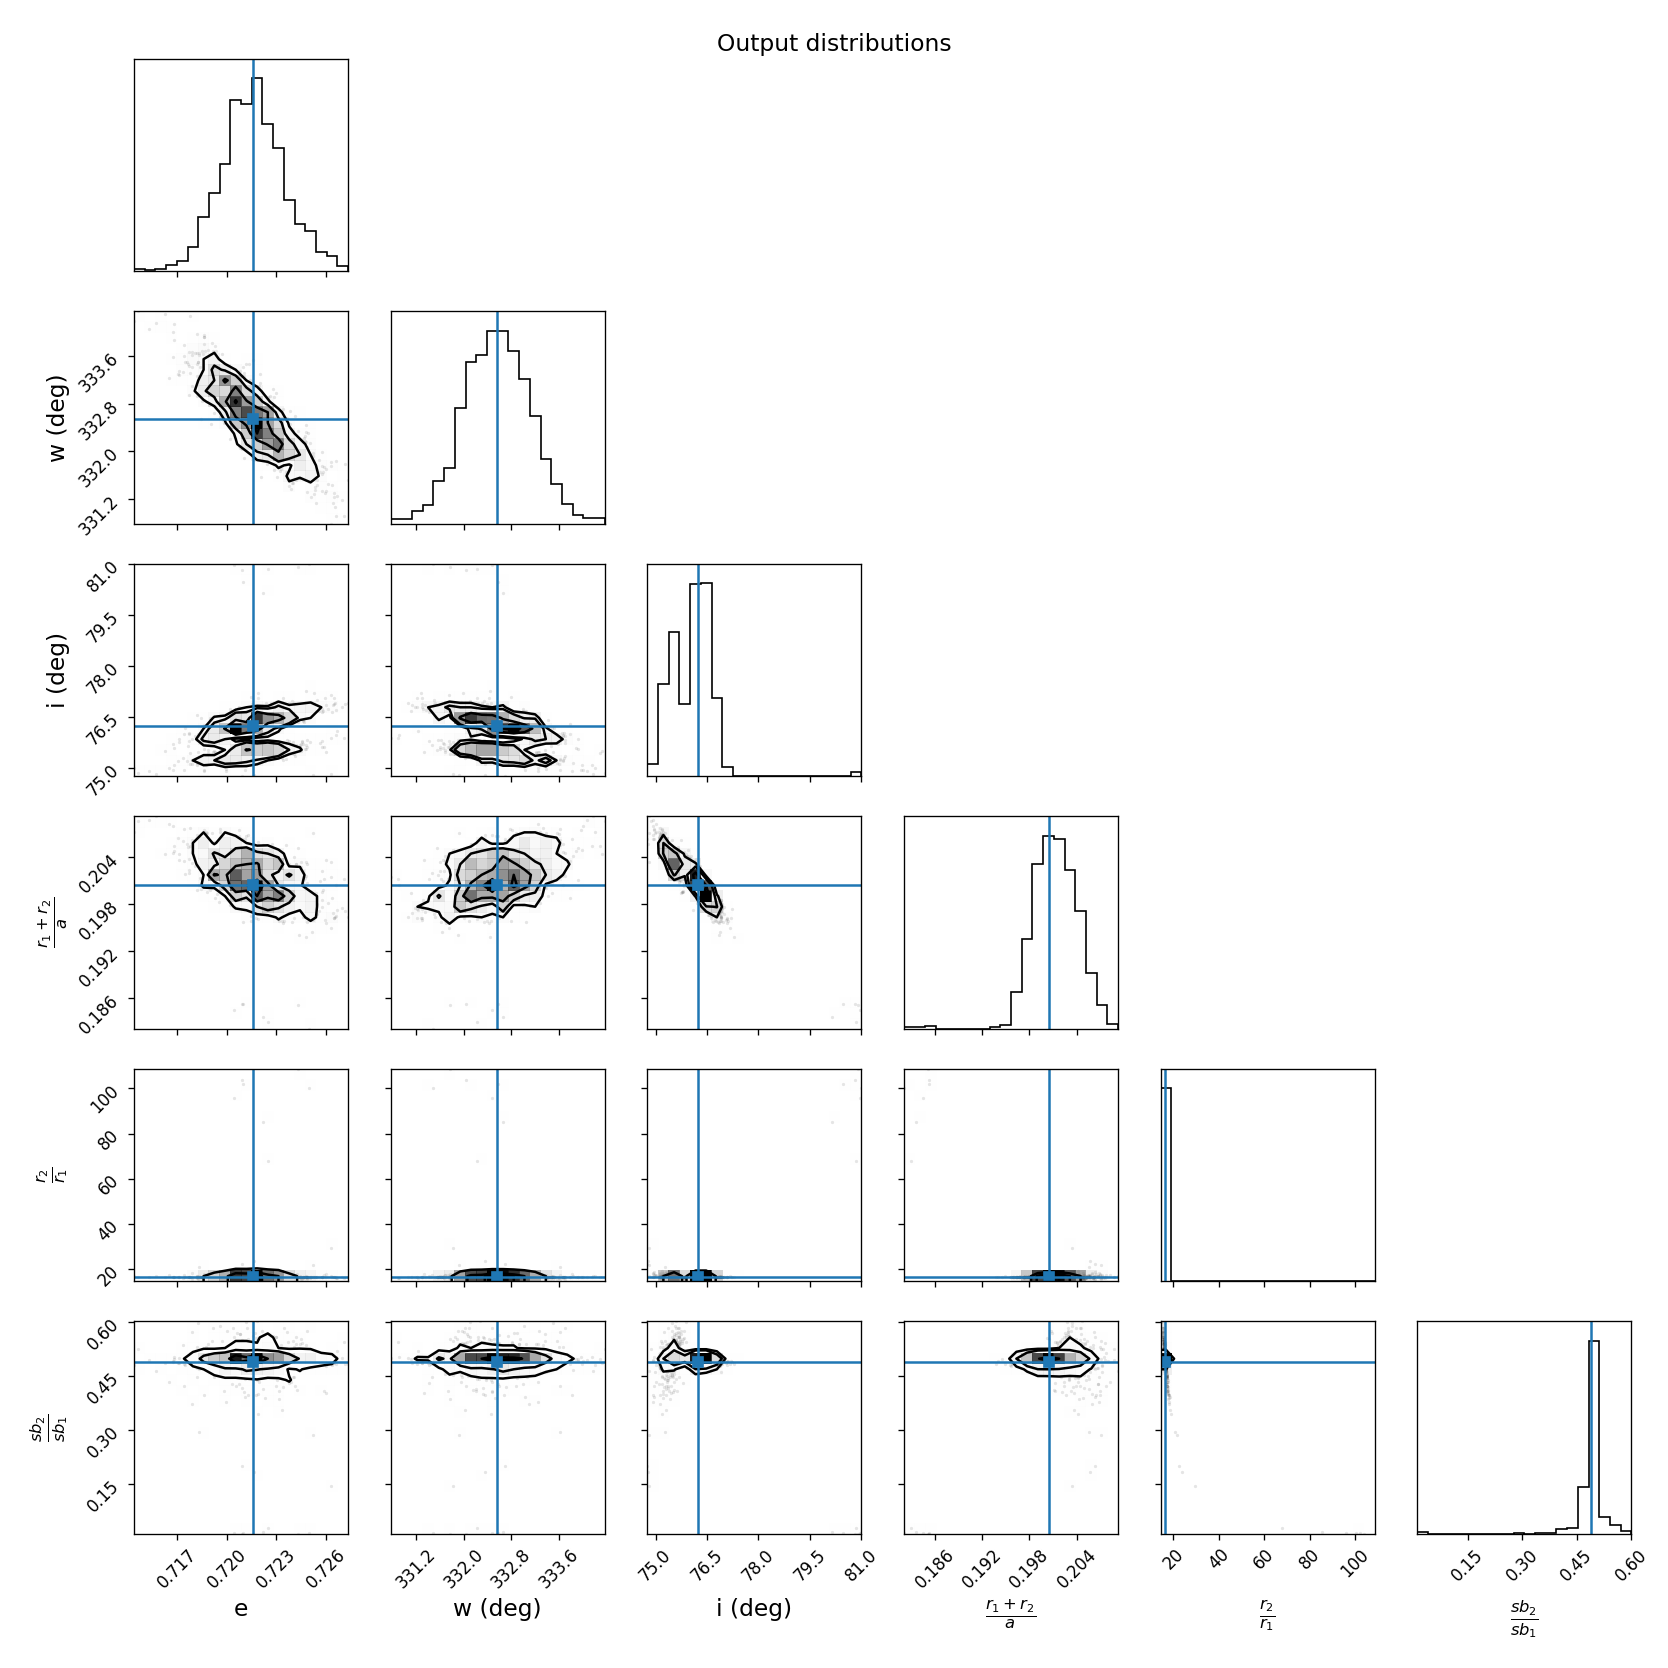 Output distributions
w (deg)
333.6
332.8
332.0
331.2
i (deg)
81.0
79.5
78.0
76.5
75.0
r₁ + r₂
a
0.204
0.198
0.192
0.186
r₂
r₁
100
80
60
40
20
sb₂
sb₁
0.60
0.45
0.30
0.15
0.717 0.720 0.723 0.726
331.2 332.0 332.8 333.6
75.0 76.5 78.0 79.5 81.0
0.186 0.192 0.198 0.204
20 40 60 80 100
0.15 0.30 0.45 0.60
e
w (deg)
i (deg)
r₁ + r₂
a
r₂
r₁
sb₂
sb₁